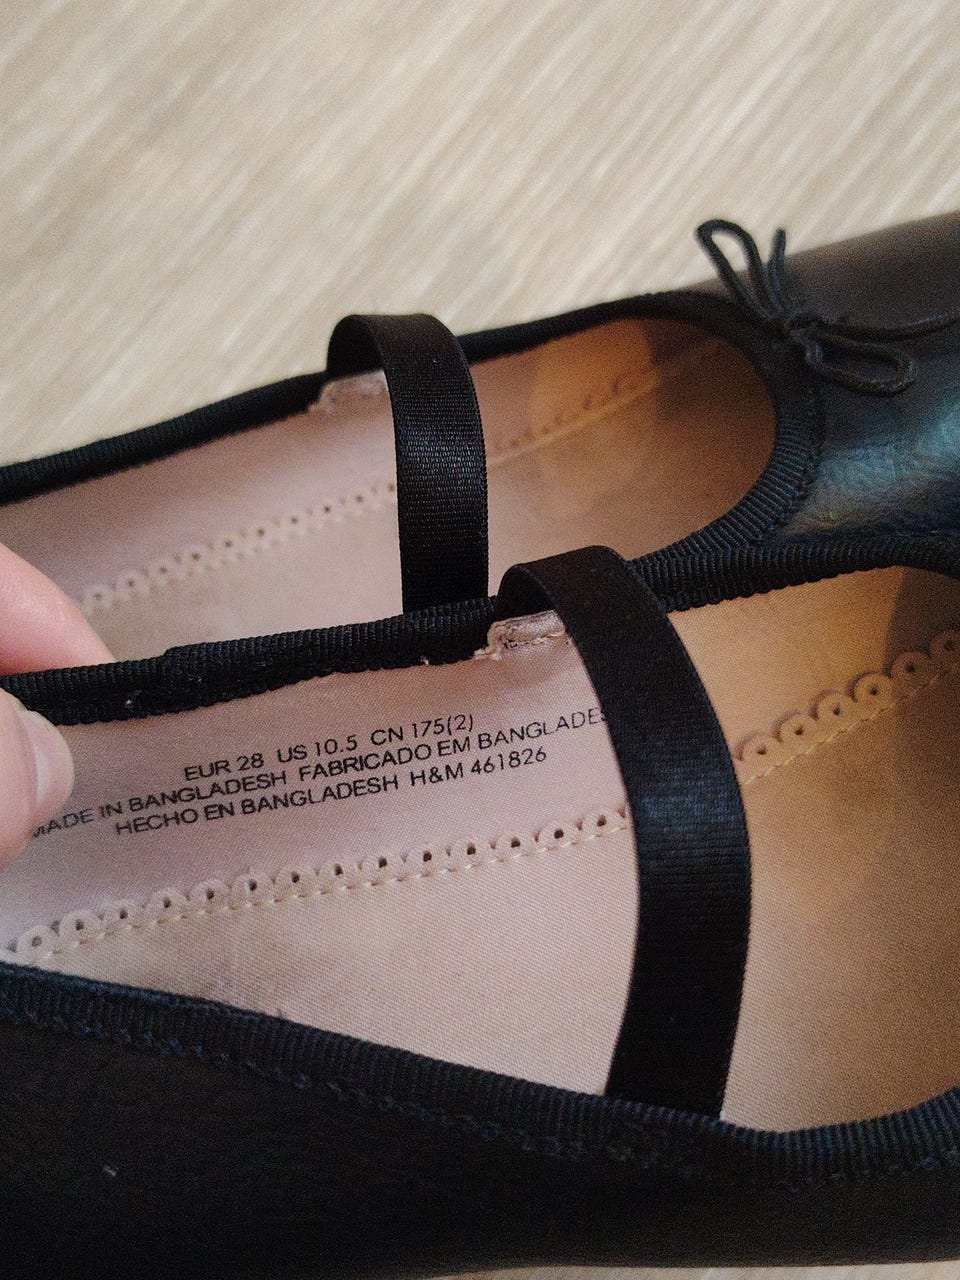 EUR 28 US 10.5 CN 175(2)
MADE IN BANGLADESH FABRICADO EM BANGLADES
HECHO EN BANGLADESH H&M 461826